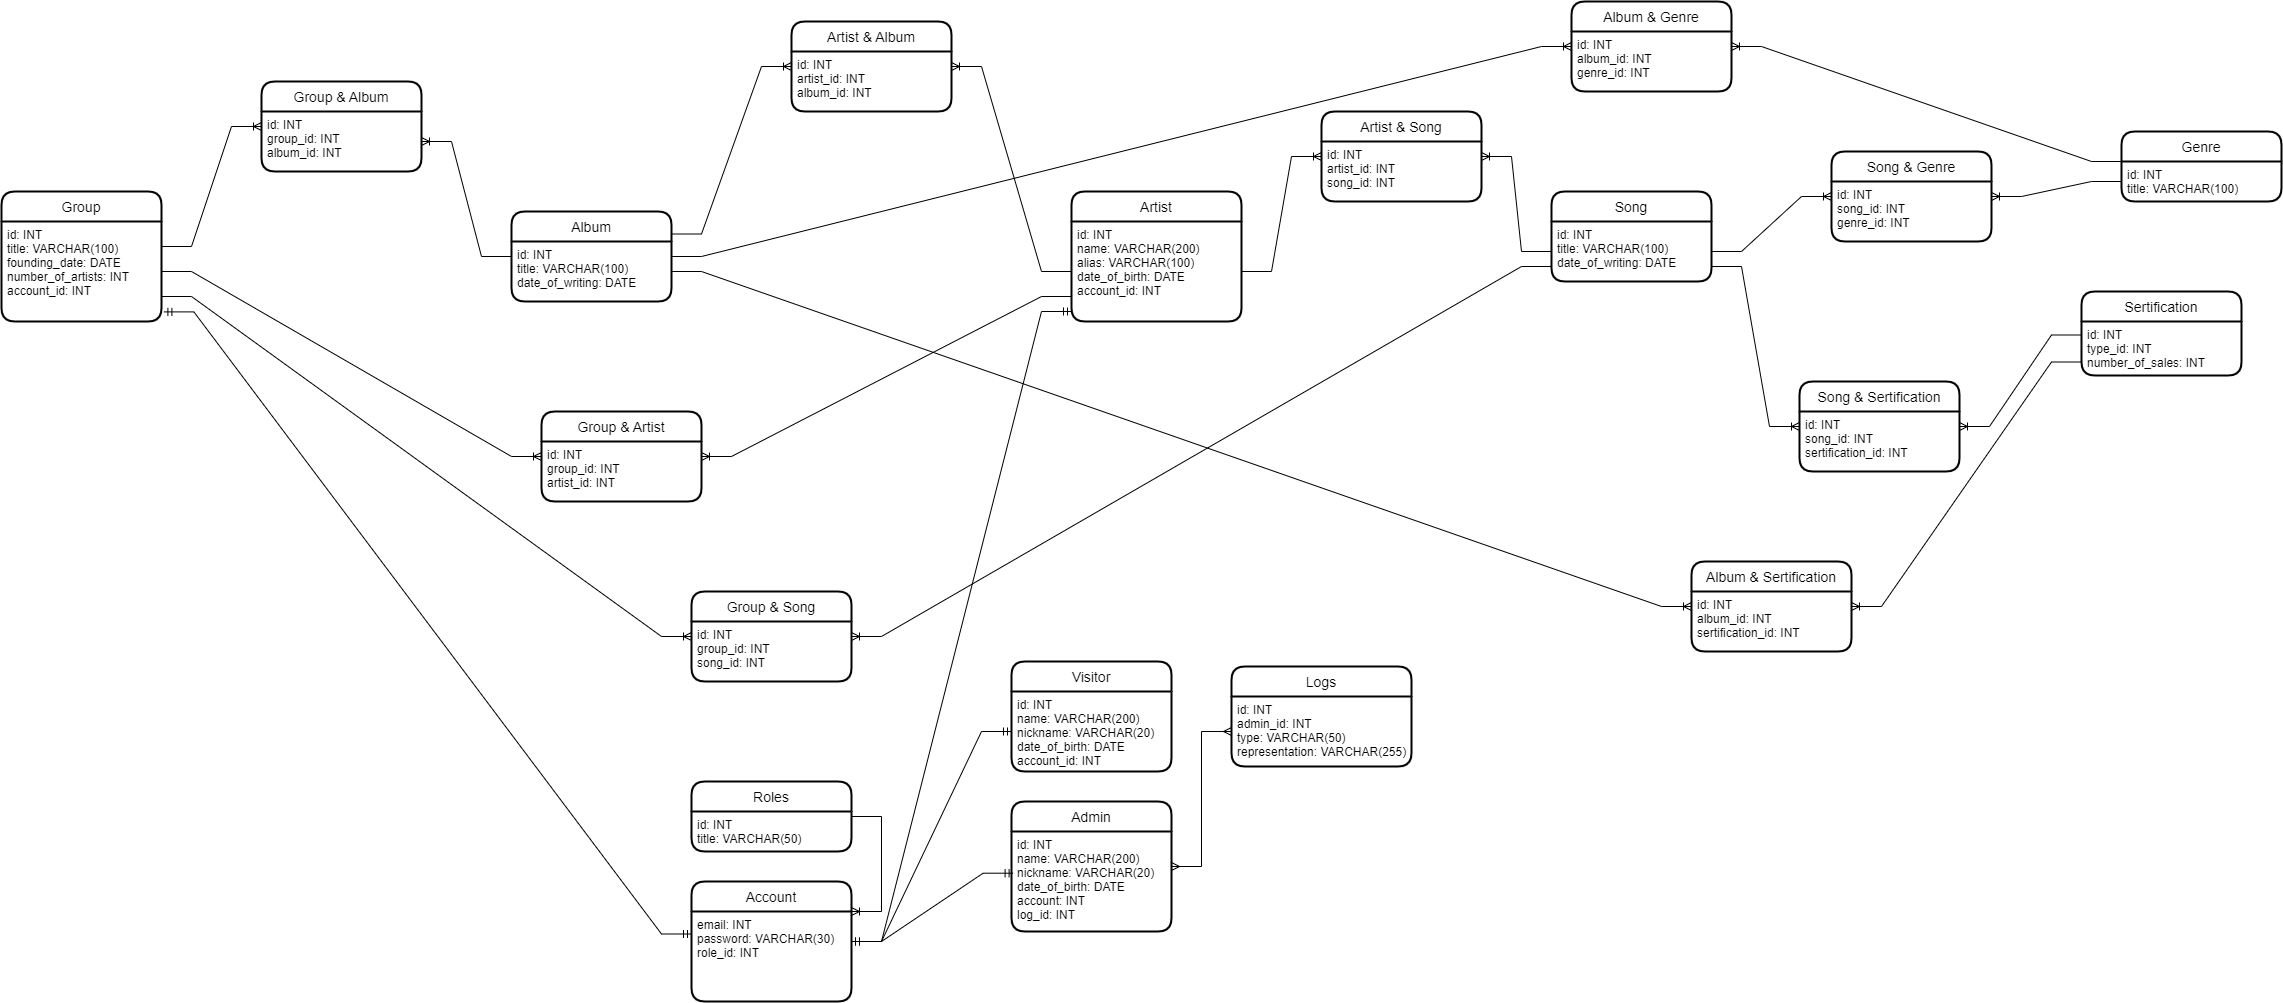 Group
id: INT
title: VARCHAR(100)
founding_date: DATE
number_of_artists: INT
account_id: INT
Group & Album
id: INT
group_id: INT
album_id: INT
Album
id: INT
title: VARCHAR(100)
date_of_writing: DATE
Artist & Album
id: INT
artist_id: INT
album_id: INT
Artist
id: INT
name: VARCHAR(200)
alias: VARCHAR(100)
date_of_birth: DATE
account_id: INT
Artist & Song
id: INT
artist_id: INT
song_id: INT
Album & Genre
id: INT
album_id: INT
genre_id: INT
Song
id: INT
title: VARCHAR(100)
date_of_writing: DATE
Song & Genre
id: INT
song_id: INT
genre_id: INT
Genre
id: INT
title: VARCHAR(100)
Sertification
id: INT
type_id: INT
number_of_sales: INT
Song & Sertification
id: INT
song_id: INT
sertification_id: INT
Album & Sertification
id: INT
album_id: INT
sertification_id: INT
Group & Artist
id: INT
group_id: INT
artist_id: INT
Group & Song
id: INT
group_id: INT
song_id: INT
Visitor
id: INT
name: VARCHAR(200)
nickname: VARCHAR(20)
date_of_birth: DATE
account_id: INT
Logs
id: INT
admin_id: INT
type: VARCHAR(50)
representation: VARCHAR(255)
Roles
id: INT
title: VARCHAR(50)
Admin
id: INT
name: VARCHAR(200)
nickname: VARCHAR(20)
date_of_birth: DATE
account: INT
log_id: INT
Account
email: INT
password: VARCHAR(30)
role_id: INT